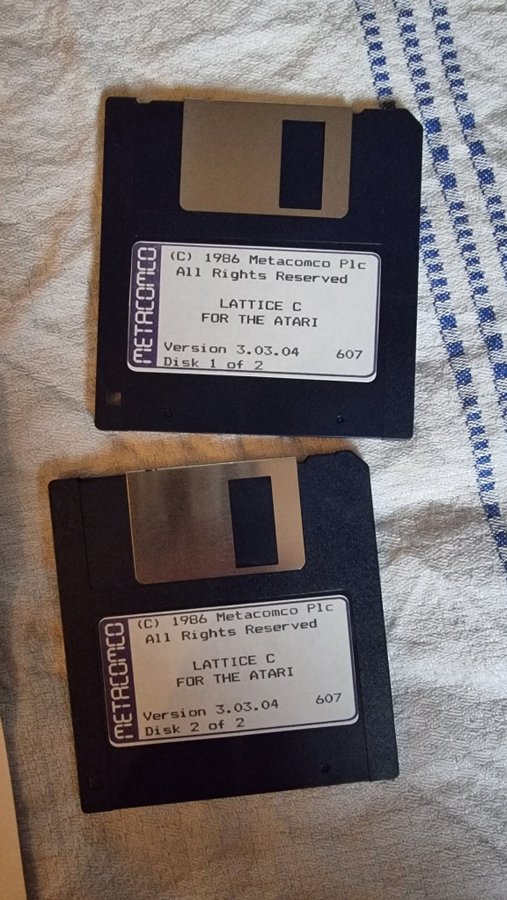 METACOMCO
(C) 1986 Metacomco Plc
All Rights Reserved
LATTICE C
FOR THE ATARI
Version 3.03.04 607
Disk 1 of 2
METACOMCO
(C) 1986 Metacomco Plc
All Rights Reserved
LATTICE C
FOR THE ATARI
Version 3.03.04 607
Disk 2 of 2